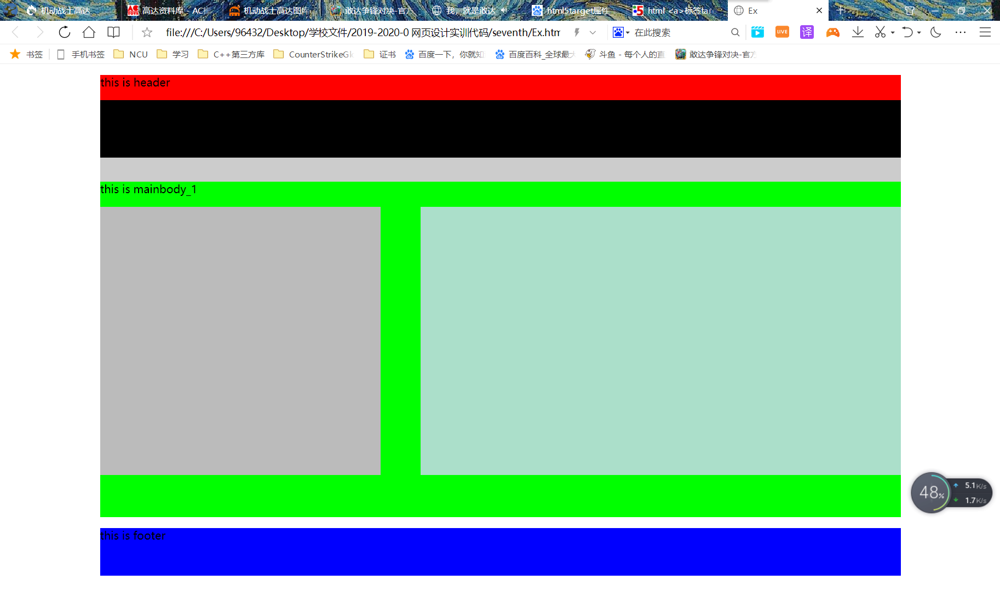 机动战士高达 高达资料库 - AC 机动战士高达图库 敢达争锋对决-官方 我，就是敢达 html5target属性 html <a>标签tar Ex
file:///C:/Users/96432/Desktop/学校文件/2019-2020-0 网页设计实训代码/seventh/Ex.htm 在此搜索 LIVE 译
书签 手机书签 NCU 学习 C++第三方库 CounterStrikeGl 证书 百度一下，你就知 百度百科_全球最大 斗鱼 - 每个人的直 敢达争锋对决-官方
this is header
this is mainbody_1
48% 5.1K/s
1.7K/s
this is footer